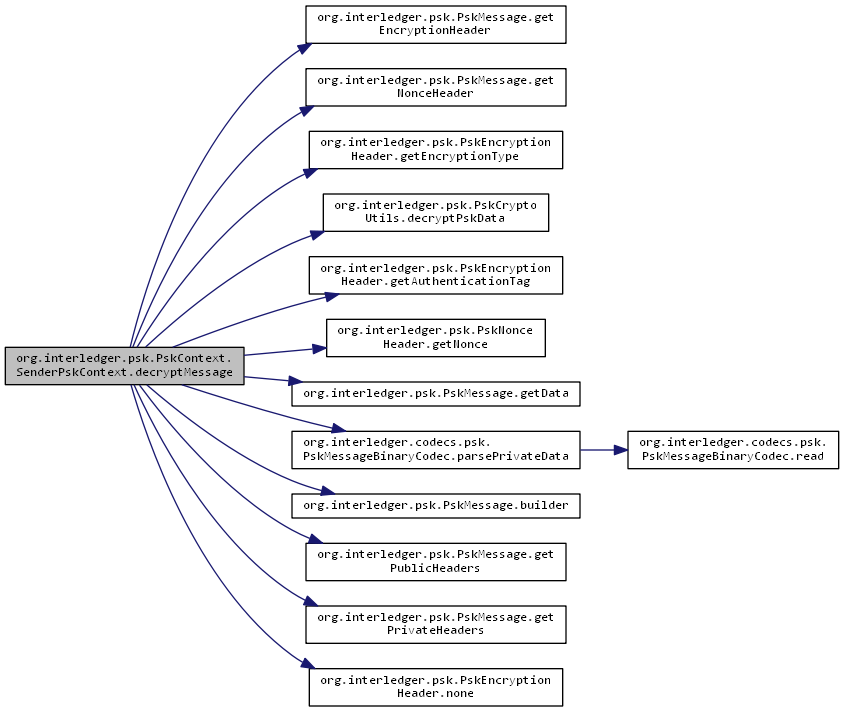 org.interledger.psk.PskMessage.get
EncryptionHeader
org.interledger.psk.PskMessage.get
NonceHeader
org.interledger.psk.PskEncryption
Header.getEncryptionType
org.interledger.psk.PskCrypto
Utils.decryptPskData
org.interledger.psk.PskEncryption
Header.getAuthenticationTag
org.interledger.psk.PskNonce
Header.getNonce
org.interledger.psk.PskContext.
SenderPskContext.decryptMessage
org.interledger.psk.PskMessage.getData
org.interledger.codecs.psk.
PskMessageBinaryCodec.parsePrivateData
org.interledger.codecs.psk.
PskMessageBinaryCodec.read
org.interledger.psk.PskMessage.builder
org.interledger.psk.PskMessage.get
PublicHeaders
org.interledger.psk.PskMessage.get
PrivateHeaders
org.interledger.psk.PskEncryption
Header.none